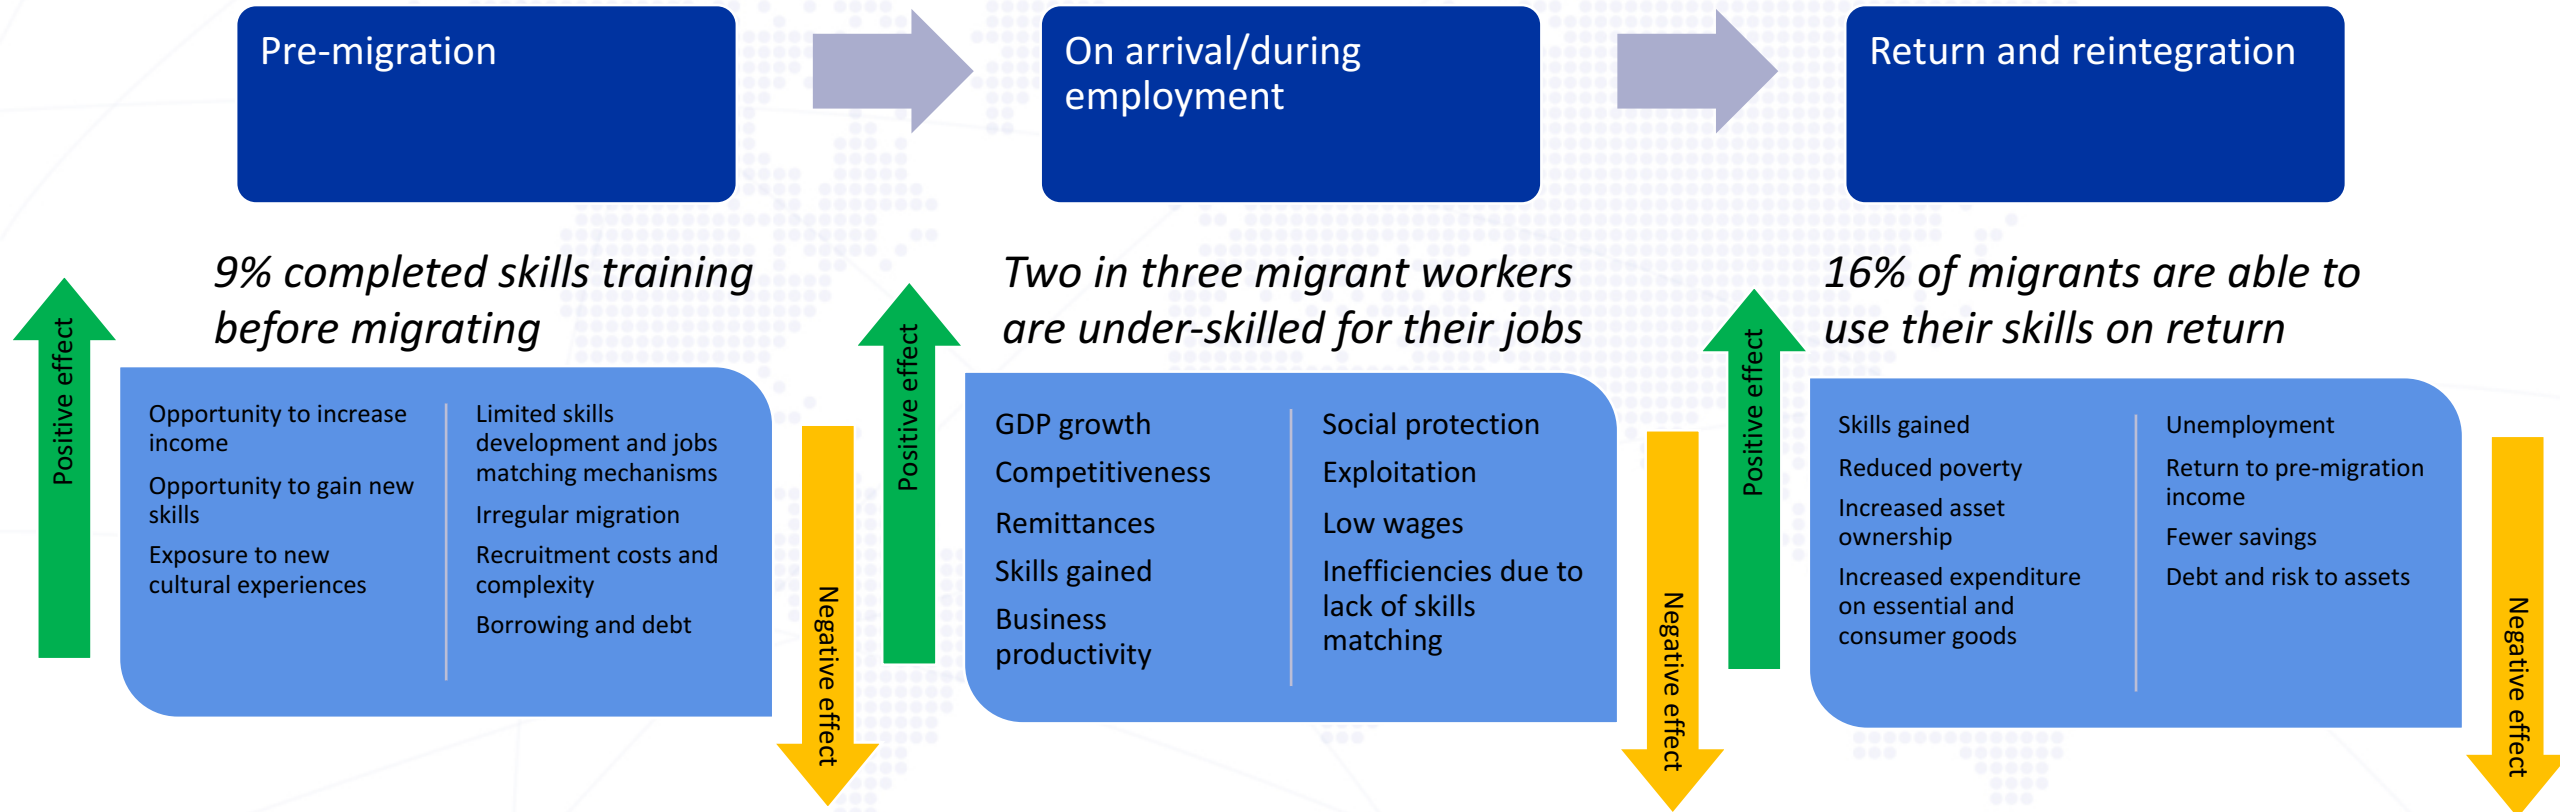 Pre-migration
On arrival/during
employment
Return and reintegration
9% completed skills training
before migrating
Two in three migrant workers
are under-skilled for their jobs
16% of migrants are able to
use their skills on return
Positive effect
Opportunity to increase
income
Opportunity to gain new
skills
Exposure to new
cultural experiences
Limited skills
development and jobs
matching mechanisms
Irregular migration
Recruitment costs and
complexity
Borrowing and debt
Negative effect
Positive effect
GDP growth
Competitiveness
Remittances
Skills gained
Business
productivity
Social protection
Exploitation
Low wages
Inefficiencies due to
lack of skills
matching
Negative effect
Positive effect
Skills gained
Reduced poverty
Increased asset
ownership
Increased expenditure
on essential and
consumer goods
Unemployment
Return to pre-migration
income
Fewer savings
Debt and risk to assets
Negative effect